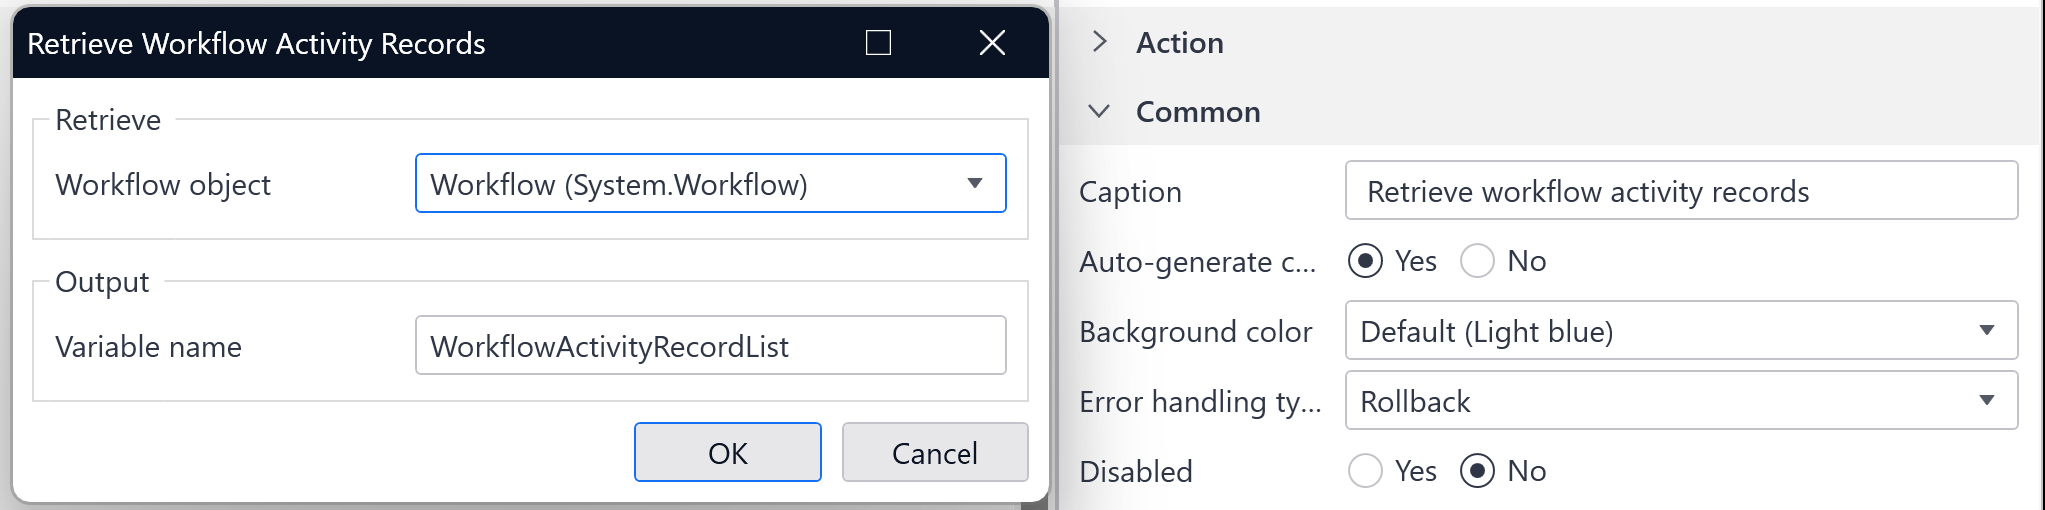 Retrieve Workflow Activity Records
Retrieve
Workflow object
Workflow (System.Workflow)
Output
Variable name
WorkflowActivityRecordList
OK
Cancel
Action
Common
Caption
Retrieve workflow activity records
Auto-generate c...
Yes
No
Background color
Default (Light blue)
Error handling ty...
Rollback
Disabled
Yes
No